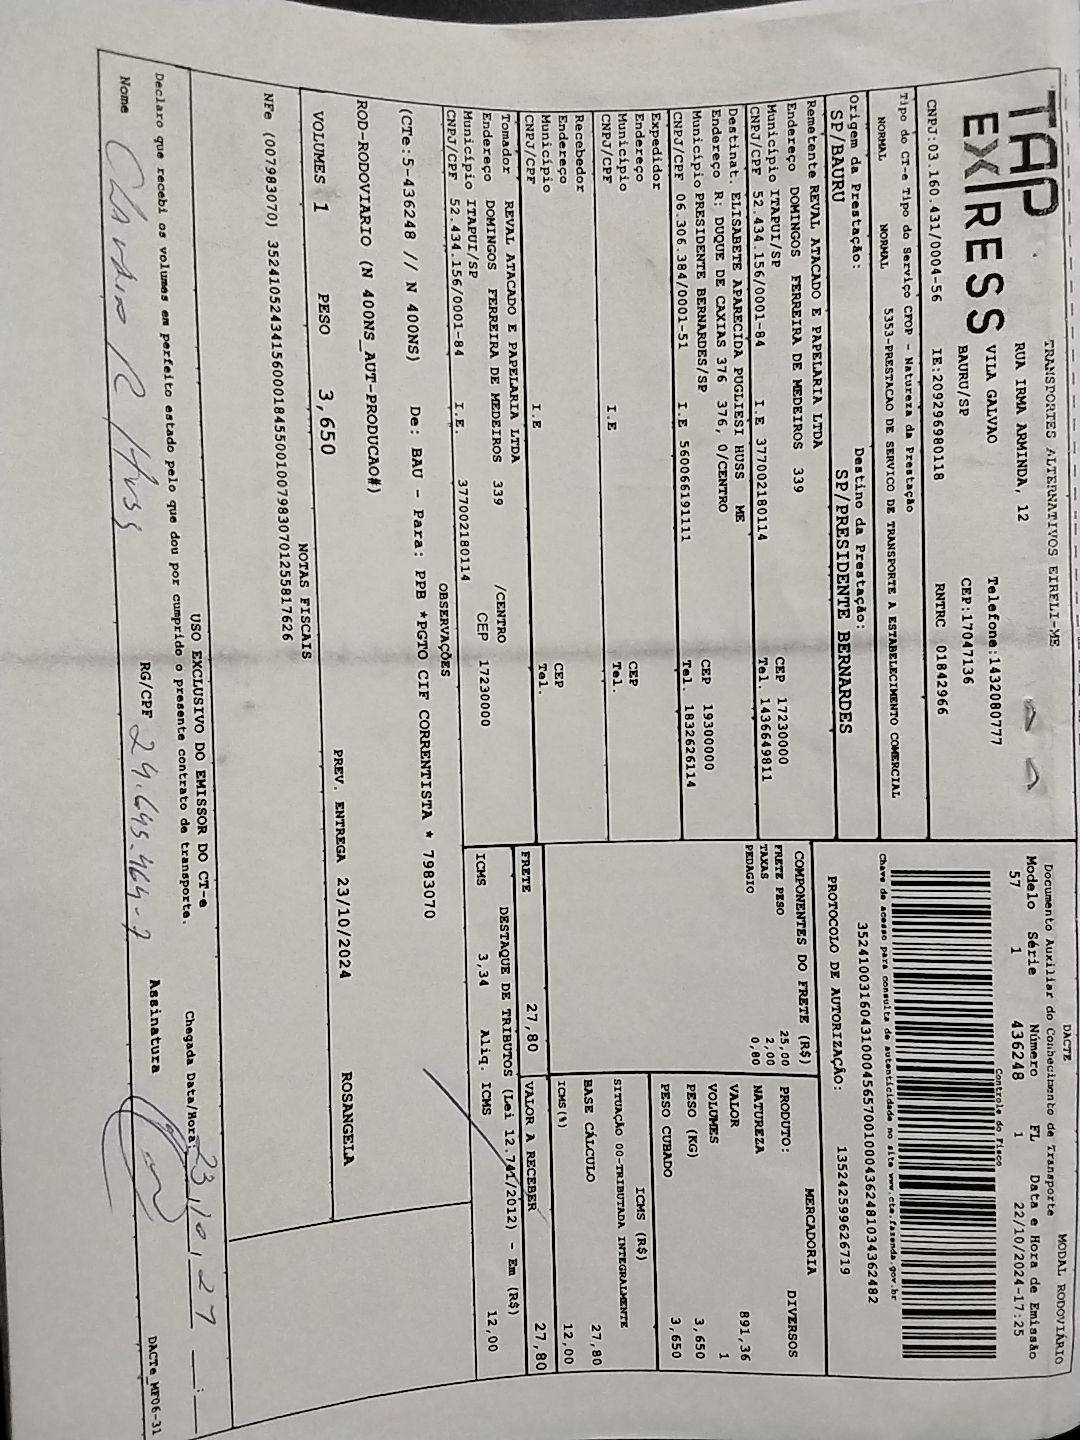 TAP EXPRESS
TRANSPORTES ALTERNATIVOS EIRELI-ME
RUA IRMA ARMINDA, 12
VILA GALVAO
BAURU/SP
Telefone:1432080777
CEP:17047136
CNPJ:03.160.431/0004-56 IE:209296980118 RNTRC 01842966
DACTE MODAL RODOVIÁRIO
Documento Auxiliar do Conhecimento de Transporte
Modelo Série Número FL Data e Hora de Emissão
57 1 436248 1 22/10/2024-17:25
Controle do Fisco
Chave de acesso para consulta de autenticidade no site www.cte.fazenda.gov.br
PROTOCOLO DE AUTORIZAÇÃO: 135242599626719
Tipo do CT-e Tipo do Serviço CFOP - Natureza da Prestação
NORMAL NORMAL 5353-PRESTACAO DE SERVICO DE TRANSPORTE A ESTABELECIMENTO COMERCIAL
Origem da Prestação: Destino da Prestação:
SP/BAURU SP/PRESIDENTE BERNARDES
Remetente REVAL ATACADO E PAPELARIA LTDA
Endereço DOMINGOS FERREIRA DE MEDEIROS 339
Município ITAPUI/SP CEP 17230000
CNPJ/CPF 52.434.156/0001-84 I.E 377002180114 Tel. 1436649811
Destinat. ELISABETE APARECIDA PUGLIESI HUSS ME
Endereço R: DUQUE DE CAXIAS 376 376, 0/CENTRO
Município PRESIDENTE BERNARDES/SP CEP 19300000
CNPJ/CPF 06.306.384/0001-51 I.E 560066191111 Tel. 1832626114
Expedidor
Endereço
Município CEP
CNPJ/CPF I.E Tel.
Recebedor
Endereço
Município CEP
CNPJ/CPF I.E Tel.
Tomador REVAL ATACADO E PAPELARIA LTDA
Endereço DOMINGOS FERREIRA DE MEDEIROS 339 /CENTRO
Município ITAPUI/SP CEP 17230000
CNPJ/CPF 52.434.156/0001-84 I.E. 377002180114
COMPONENTES DO FRETE (R$)
FRETE PESO 25,00
TAXAS 2,00
PEDAGIO 0,80
FRETE 27,80
MERCADORIA
PRODUTO: DIVERSOS
NATUREZA
VALOR 891,36
VOLUMES 1
PESO (KG) 3,650
PESO CUBADO 3,650
ICMS (R$)
SITUAÇÃO 00-TRIBUTADA INTEGRALMENTE
BASE CÁLCULO 27,80
ICMS(%) 12,00
VALOR A RECEBER 27,80
DESTAQUE DE TRIBUTOS (Lei 12.741/2012) - Em (R$)
ICMS 3,34 Aliq. ICMS 12,00
OBSERVAÇÕES
(CTe:5-436248 // N 400NS) De: BAU - Para: PPB *PGTO CIF CORRENTISTA * 7983070
ROD-RODOVIARIO (N 400NS_AUT-PRODUCAO#)
VOLUMES 1 PESO 3,650 PREV. ENTREGA 23/10/2024 ROSANGELA
NOTAS FISCAIS
USO EXCLUSIVO DO EMISSOR DO CT-e
Declaro que recebi os volumes em perfeito estado pelo que dou por cumprido o presente contrato de transporte.
Chegada Data/Hora:
Nome RG/CPF Assinatura
DACTe_MF06-31